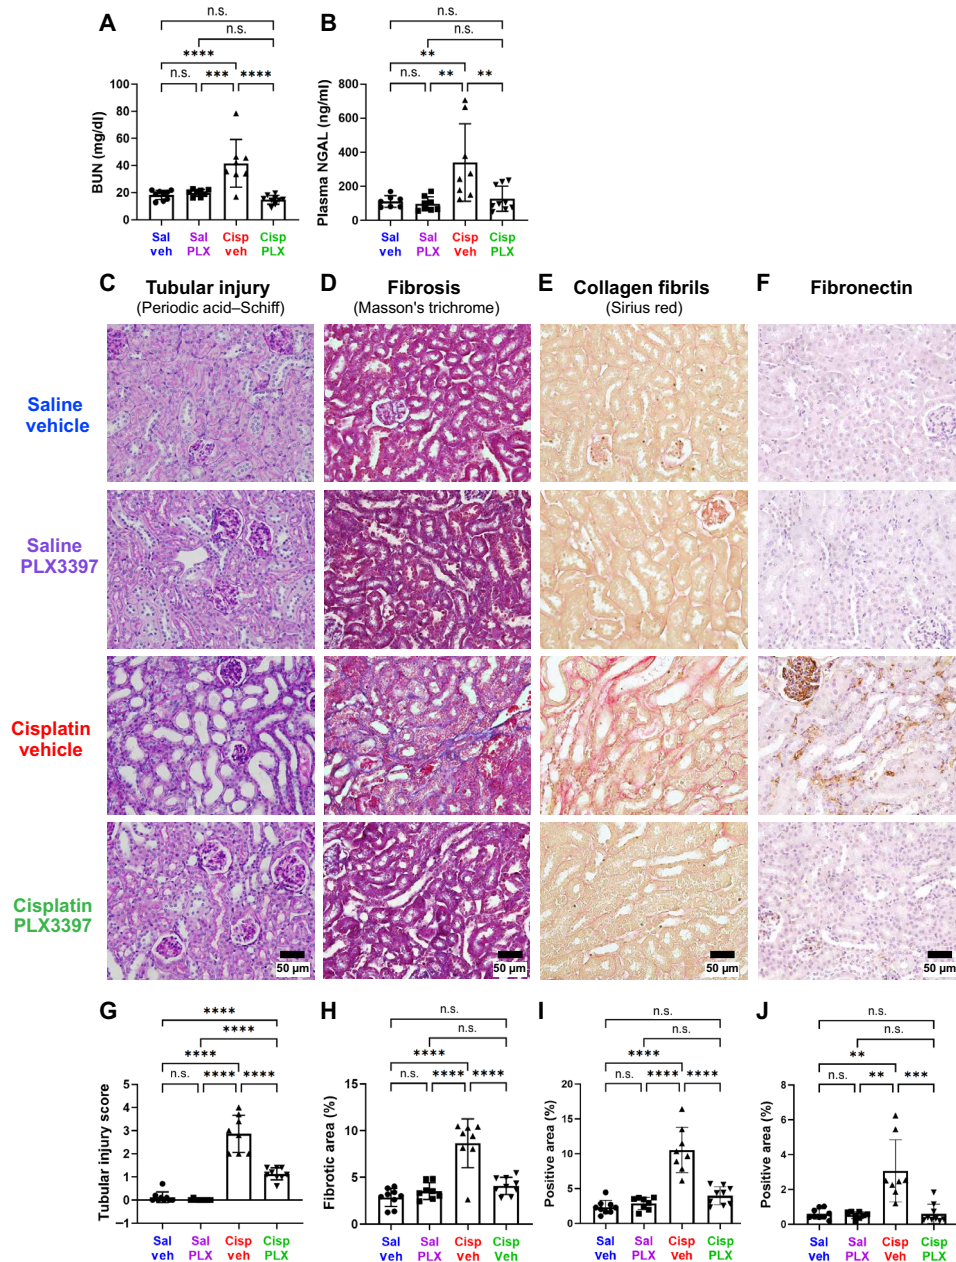 A
n.s.
n.s.
****
n.s.
***
****
BUN (mg/dl)
100
80
60
40
20
0
Sal veh
Sal PLX
Cisp veh
Cisp PLX
B
n.s.
n.s.
**
n.s.
**
**
Plasma NGAL (ng/ml)
800
600
400
200
0
Sal veh
Sal PLX
Cisp veh
Cisp PLX
C
Tubular injury
(Periodic acid–Schiff)
D
Fibrosis
(Masson's trichrome)
E
Collagen fibrils
(Sirius red)
F
Fibronectin
Saline
vehicle
Saline
PLX3397
Cisplatin
vehicle
Cisplatin
PLX3397
50 µm
50 µm
50 µm
50 µm
G
****
****
****
n.s.
****
****
Tubular injury score
5
4
3
2
1
0
–1
Sal veh
Sal PLX
Cisp veh
Cisp PLX
H
n.s.
n.s.
****
n.s.
****
****
Fibrotic area (%)
15
10
5
0
Sal Veh
Sal PLX
Cisp veh
Cisp Veh
I
n.s.
n.s.
****
n.s.
****
****
Positive area (%)
20
15
10
5
0
Sal veh
Sal PLX
Cisp veh
Cisp PLX
J
n.s.
n.s.
**
n.s.
**
***
Positive area (%)
8
6
4
2
0
Sal veh
Sal PLX
Cisp veh
Cisp PLX